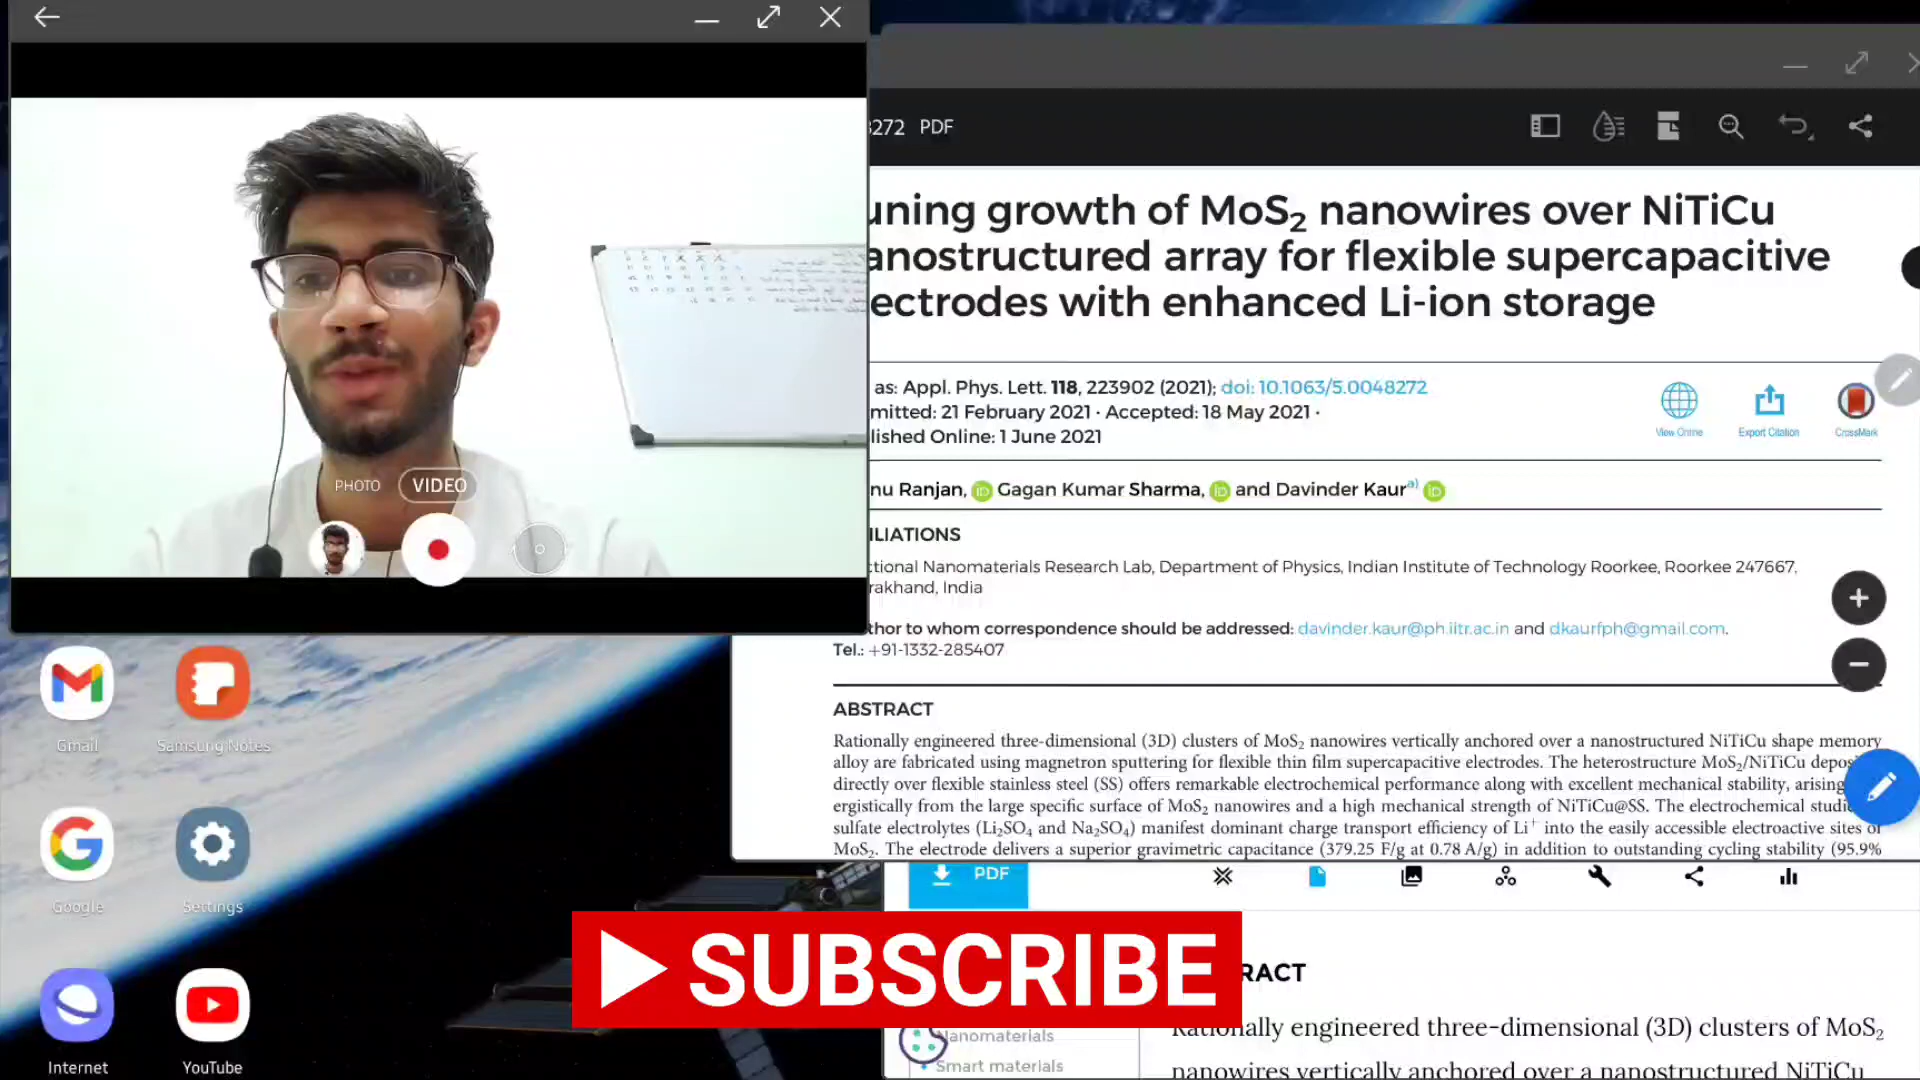 PHOTO
VIDEO
Gmail
Samsung Notes
Google
Settings
Internet
YouTube
272 PDF
uning growth of MoS₂ nanowires over NiTiCu
anostructured array for flexible supercapacitive
ectrodes with enhanced Li-ion storage
as: Appl. Phys. Lett. 118, 223902 (2021); doi: 10.1063/5.0048272
mitted: 21 February 2021 · Accepted: 18 May 2021 ·
lished Online: 1 June 2021
View Online
Export Citation
CrossMark
nu Ranjan, iD Gagan Kumar Sharma, iD and Davinder Kaur a) iD
ILIATIONS
ctional Nanomaterials Research Lab, Department of Physics, Indian Institute of Technology Roorkee, Roorkee 247667,
rakhand, India
thor to whom correspondence should be addressed: davinder.kaur@ph.iitr.ac.in and dkaurfph@gmail.com.
Tel.: +91-1332-285407
ABSTRACT
Rationally engineered three-dimensional (3D) clusters of MoS₂ nanowires vertically anchored over a nanostructured NiTiCu shape memory
alloy are fabricated using magnetron sputtering for flexible thin film supercapacitive electrodes. The heterostructure MoS₂/NiTiCu depos
directly over flexible stainless steel (SS) offers remarkable electrochemical performance along with excellent mechanical stability, arising
ergistically from the large specific surface of MoS₂ nanowires and a high mechanical strength of NiTiCu@SS. The electrochemical studi
sulfate electrolytes (Li₂SO₄ and Na₂SO₄) manifest dominant charge transport efficiency of Li⁺ into the easily accessible electroactive sites of
MoS₂. The electrode delivers a superior gravimetric capacitance (379.25 F/g at 0.78 A/g) in addition to outstanding cycling stability (95.9%
PDF
SUBSCRIBE
RACT
Nanomaterials
Smart materials
Rationally engineered three-dimensional (3D) clusters of MoS₂
nanowires vertically anchored over a nanostructured NiTiCu